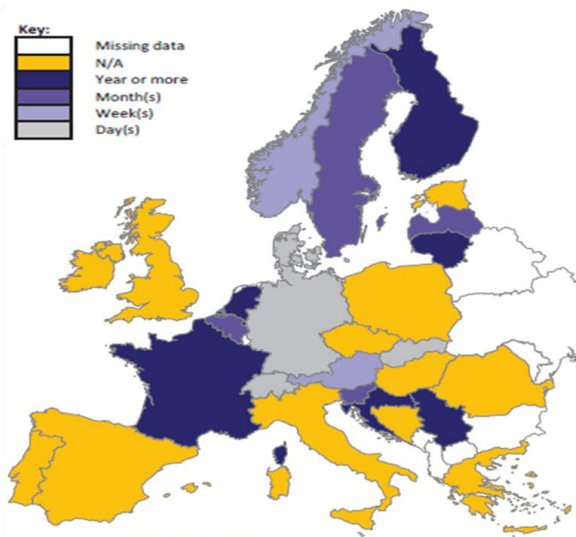 Key:
Missing data
N/A
Year or more
Month(s)
Week(s)
Day(s)